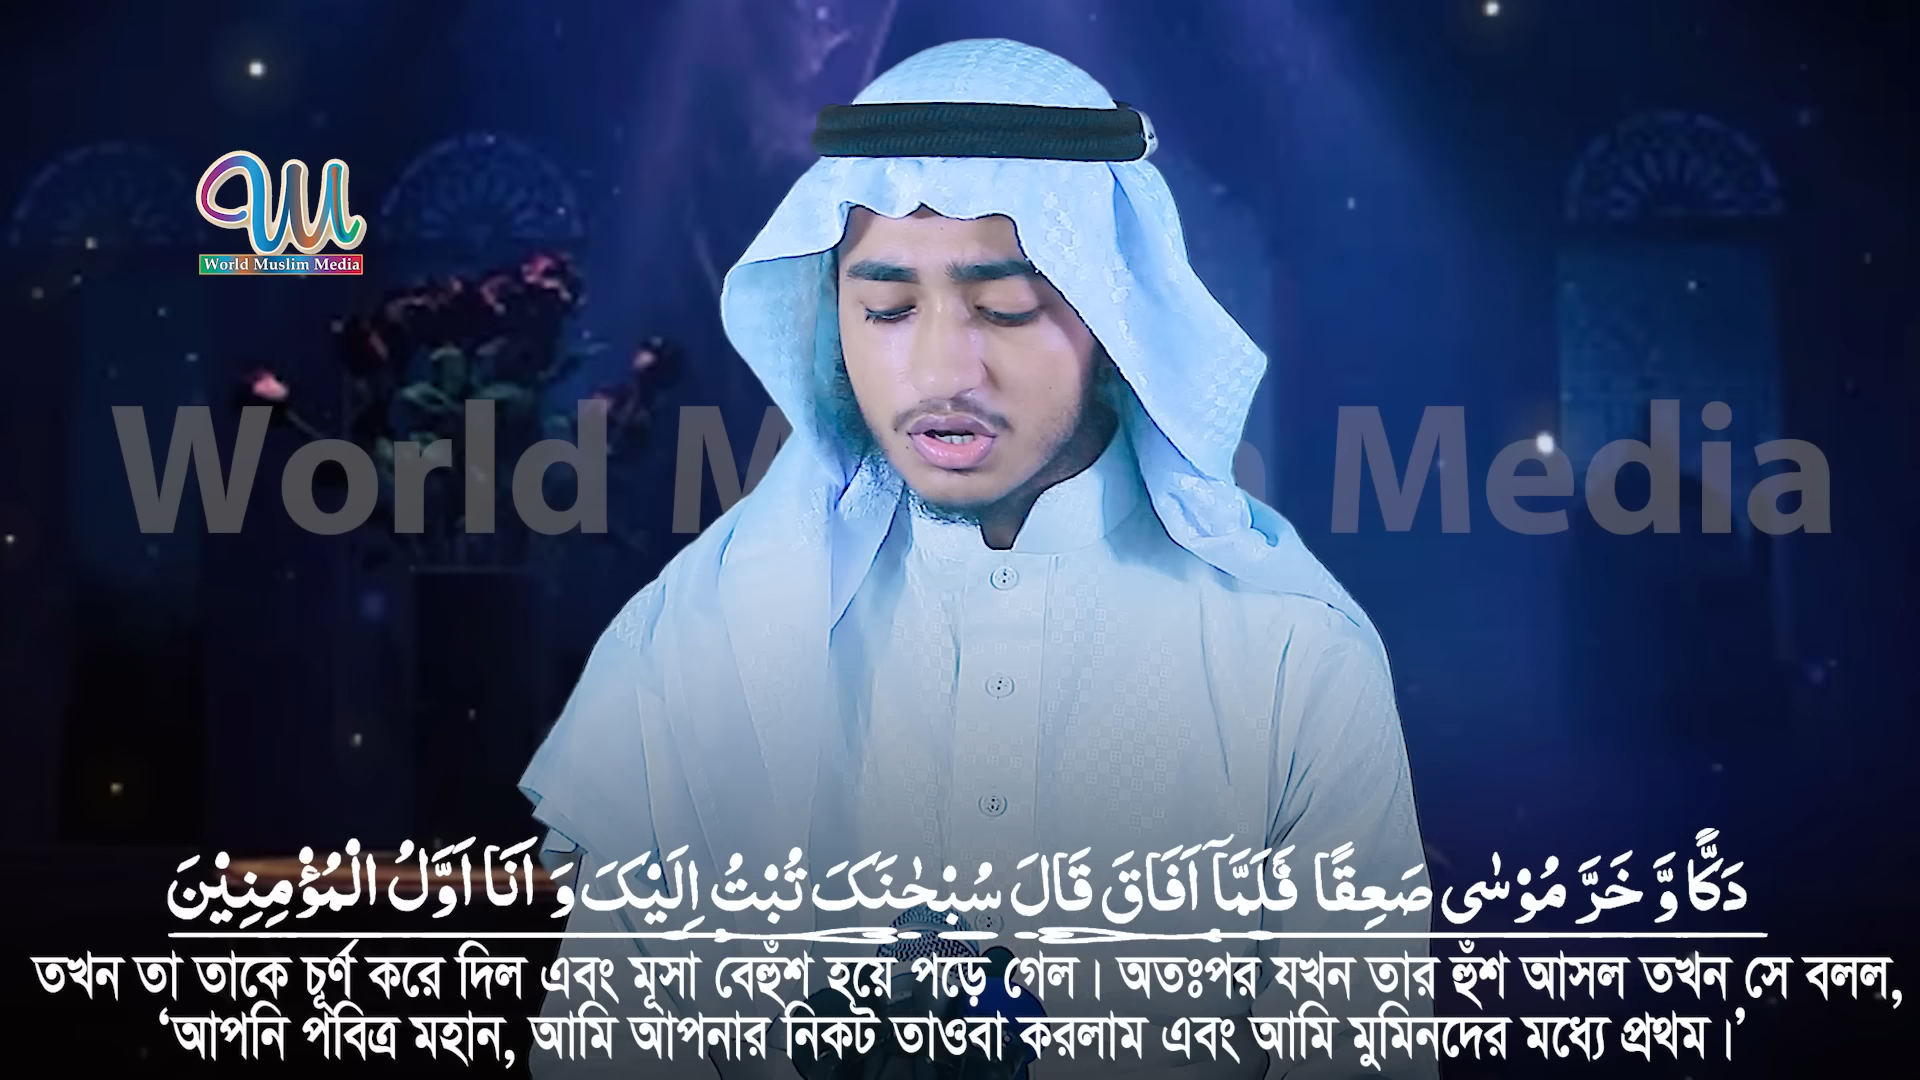 World Muslim Media
World M Media
دَكًّا وَّ خَرَّ مُوْسٰى صَعِقًا فَلَمَّاۤ اَفَاقَ قَالَ سُبْحٰنَكَ تُبْتُ اِلَيْكَ وَ اَنَا اَوَّلُ الْمُؤْمِنِيْنَ
তখন তা তাকে চূর্ণ করে দিল এবং মূসা বেহুঁশ হয়ে পড়ে গেল। অতঃপর যখন তার হুঁশ আসল তখন সে বলল,
‘আপনি পবিত্র মহান, আমি আপনার নিকট তাওবা করলাম এবং আমি মুমিনদের মধ্যে প্রথম।’